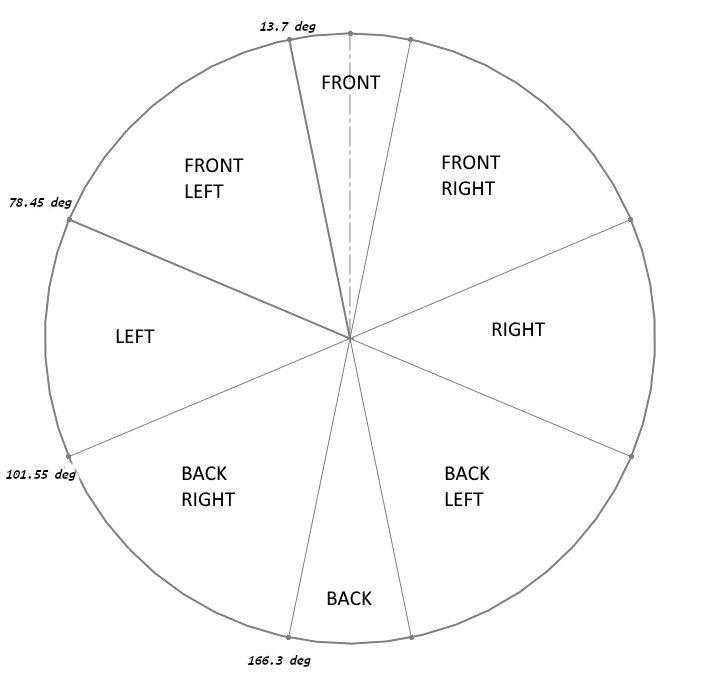 13.7 deg
FRONT
FRONT
LEFT
FRONT
RIGHT
78.45 deg
LEFT
RIGHT
101.55 deg
BACK
RIGHT
BACK
LEFT
BACK
166.3 deg